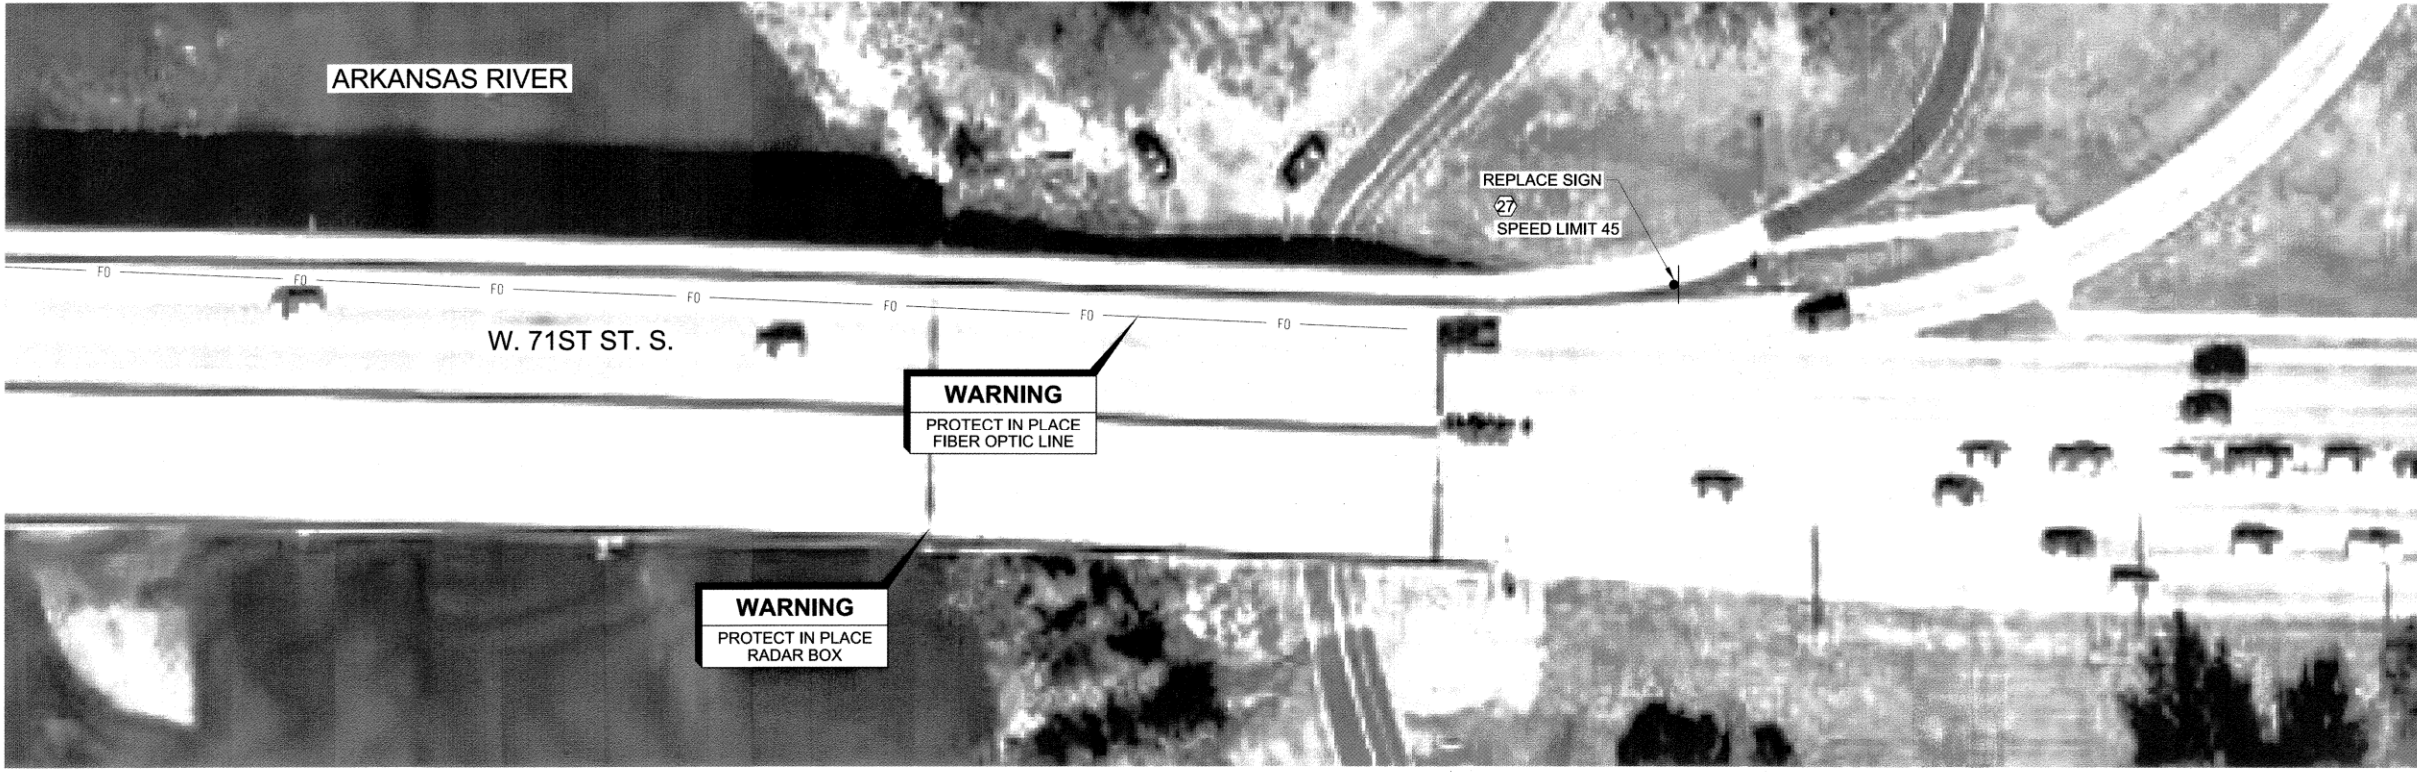 ARKANSAS RIVER
REPLACE SIGN
27
SPEED LIMIT 45
FO
FO
FO
FO
FO
FO
FO
W. 71ST ST. S.
WARNING
PROTECT IN PLACE
FIBER OPTIC LINE
WARNING
PROTECT IN PLACE
RADAR BOX